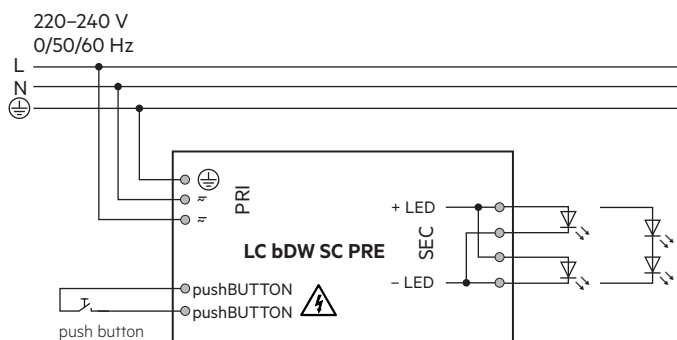 220–240 V
0/50/60 Hz
L
N
PRI
+ LED
SEC
LC bDW SC PRE
– LED
pushBUTTON
pushBUTTON
push button